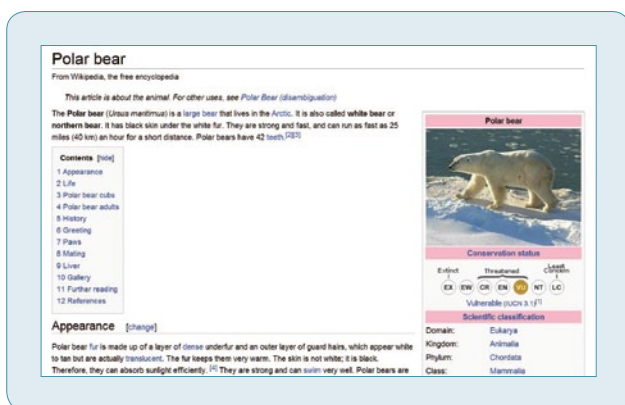 Polar bear
From Wikipedia, the free encyclopedia
This article is about the animal. For other uses, see Polar Bear (disambiguation)
The Polar bear (Ursus maritimus) is a large bear that lives in the Arctic. It is also called white bear or
northern bear. It has black skin under the white fur. They are strong and fast, and can run as fast as 25
miles (40 km) an hour for a short distance. Polar bears have 42 teeth.[2][3]
Contents [hide]
1 Appearance
2 Life
3 Polar bear cubs
4 Polar bear adults
5 History
6 Greeting
7 Paws
8 Mating
9 Liver
10 Gallery
11 Further reading
12 References
Appearance [change]
Polar bear fur is made up of a layer of dense underfur and an outer layer of guard hairs, which appear white
to tan but are actually translucent. The fur keeps them very warm. The skin is not white; it is black.
Therefore, they can absorb sunlight efficiently. [4] They are strong and can swim very well. Polar bears are
Polar bear
Conservation status
Extinct Threatened Least Concern
EX EW CR EN VU NT LC
Vulnerable (IUCN 3.1)[1]
Scientific classification
Domain: Eukarya
Kingdom: Animalia
Phylum: Chordata
Class: Mammalia